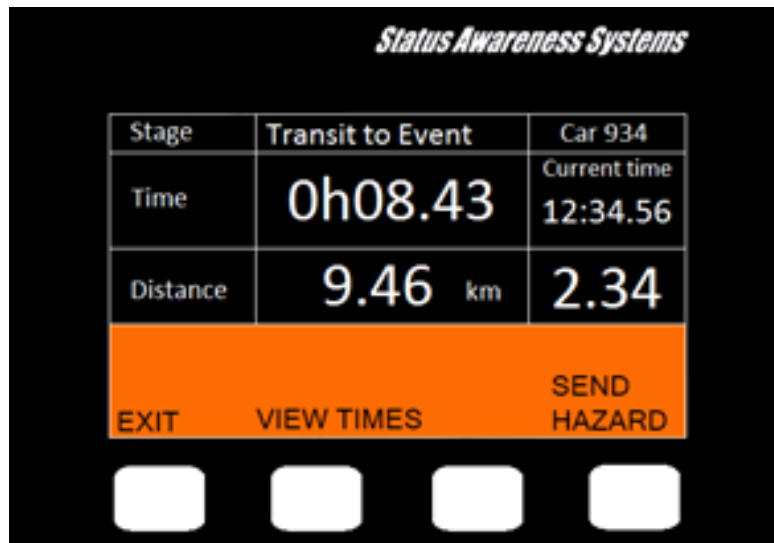 Status Awareness Systems
Stage Transit to Event Car 934
Current time
Time 0h08.43 12:34.56
Distance 9.46 km 2.34
SEND
EXIT VIEW TIMES HAZARD